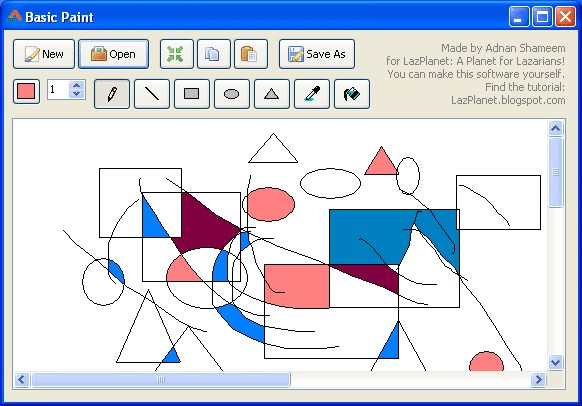 Basic Paint
New
Open
Save As
1
Made by Adnan Shameem
for LazPlanet: A Planet for Lazarians!
You can make this software yourself.
Find the tutorial:
LazPlanet.blogspot.com